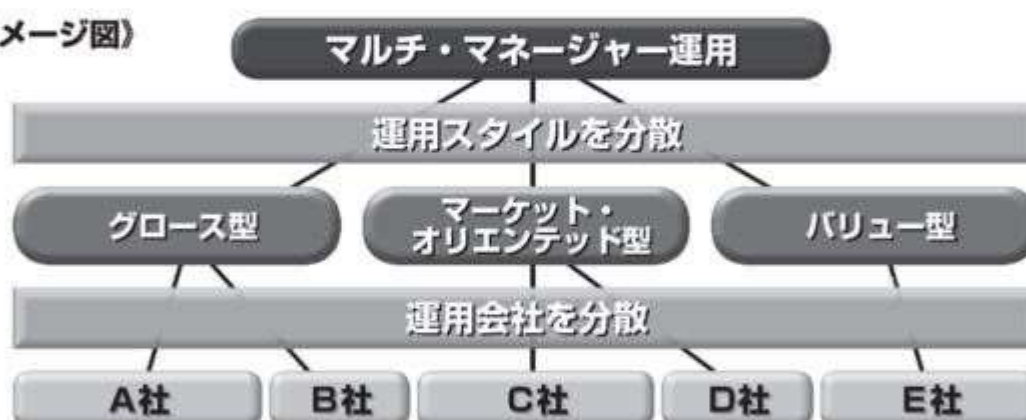 メージ図》
マルチ・マネージャー運用
運用スタイルを分散
グロース型
マーケット・
オリエンテッド型
バリュー型
運用会社を分散
A社
B社
C社
D社
E社